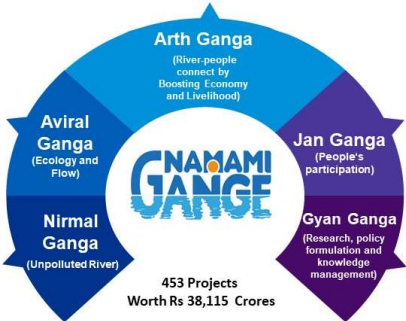 Arth Ganga
(River-people
connect by
Boosting Economy
and Livelihood)
Aviral
Ganga
(Ecology and
Flow)
Jan Ganga
(People's
participation)
NAMAMI
GANGE
Nirmal
Ganga
(Unpolluted River)
Gyan Ganga
(Research, policy
formulation and
knowledge
management)
453 Projects
Worth Rs 38,115 Crores